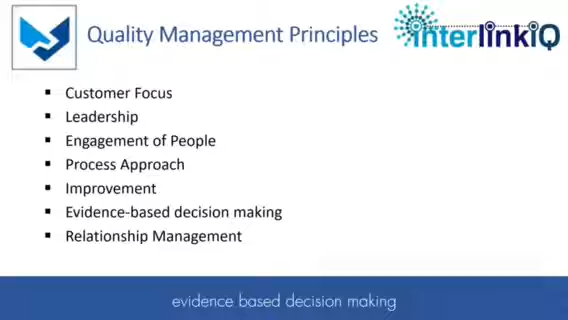 Quality Management Principles
interlinkIQ
Customer Focus
Leadership
Engagement of People
Process Approach
Improvement
Evidence-based decision making
Relationship Management
evidence based decision making